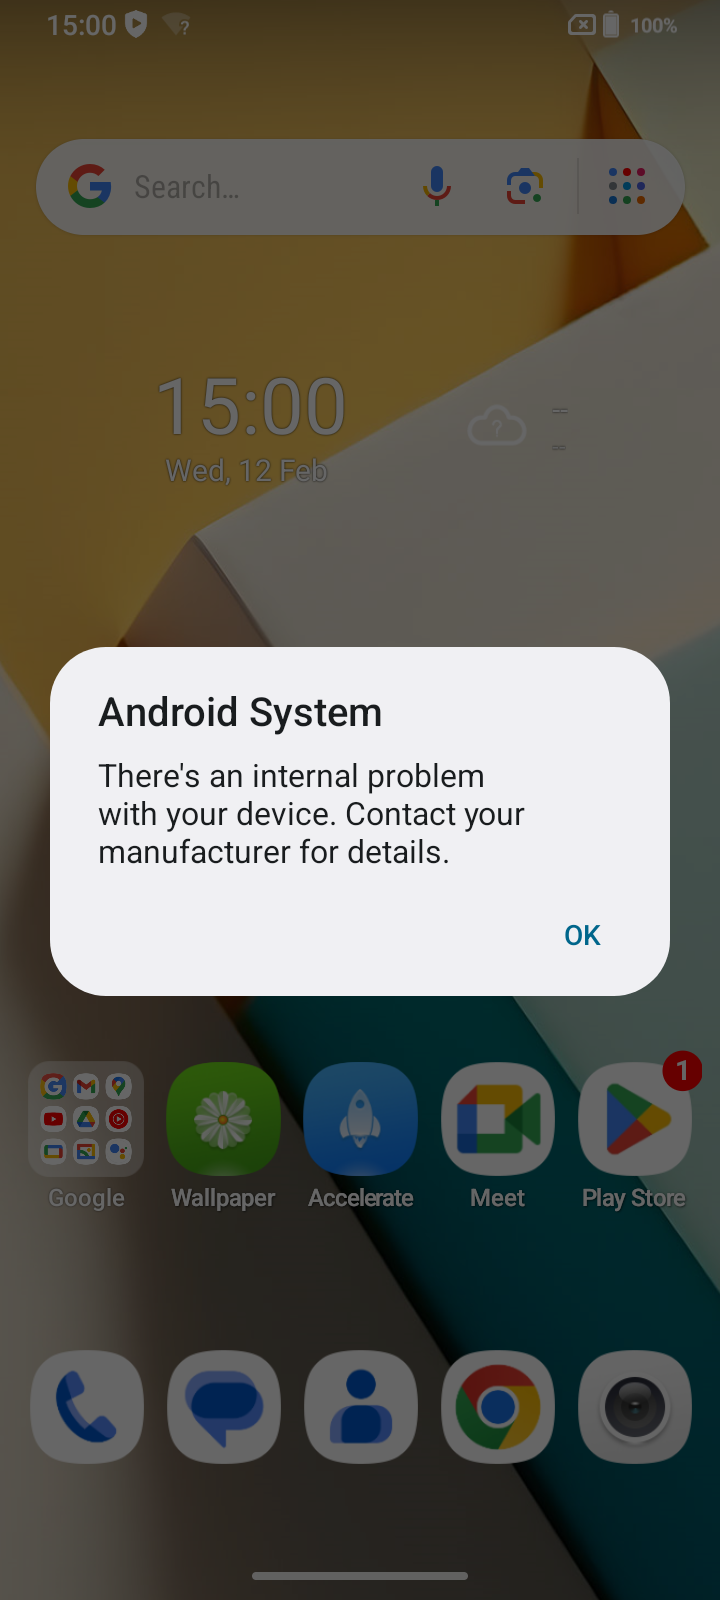 15:00
100%
Search...
15:00
Wed, 12 Feb
Android System
There's an internal problem
with your device. Contact your
manufacturer for details.
OK
1
Google
Wallpaper
Accelerate
Meet
Play Store